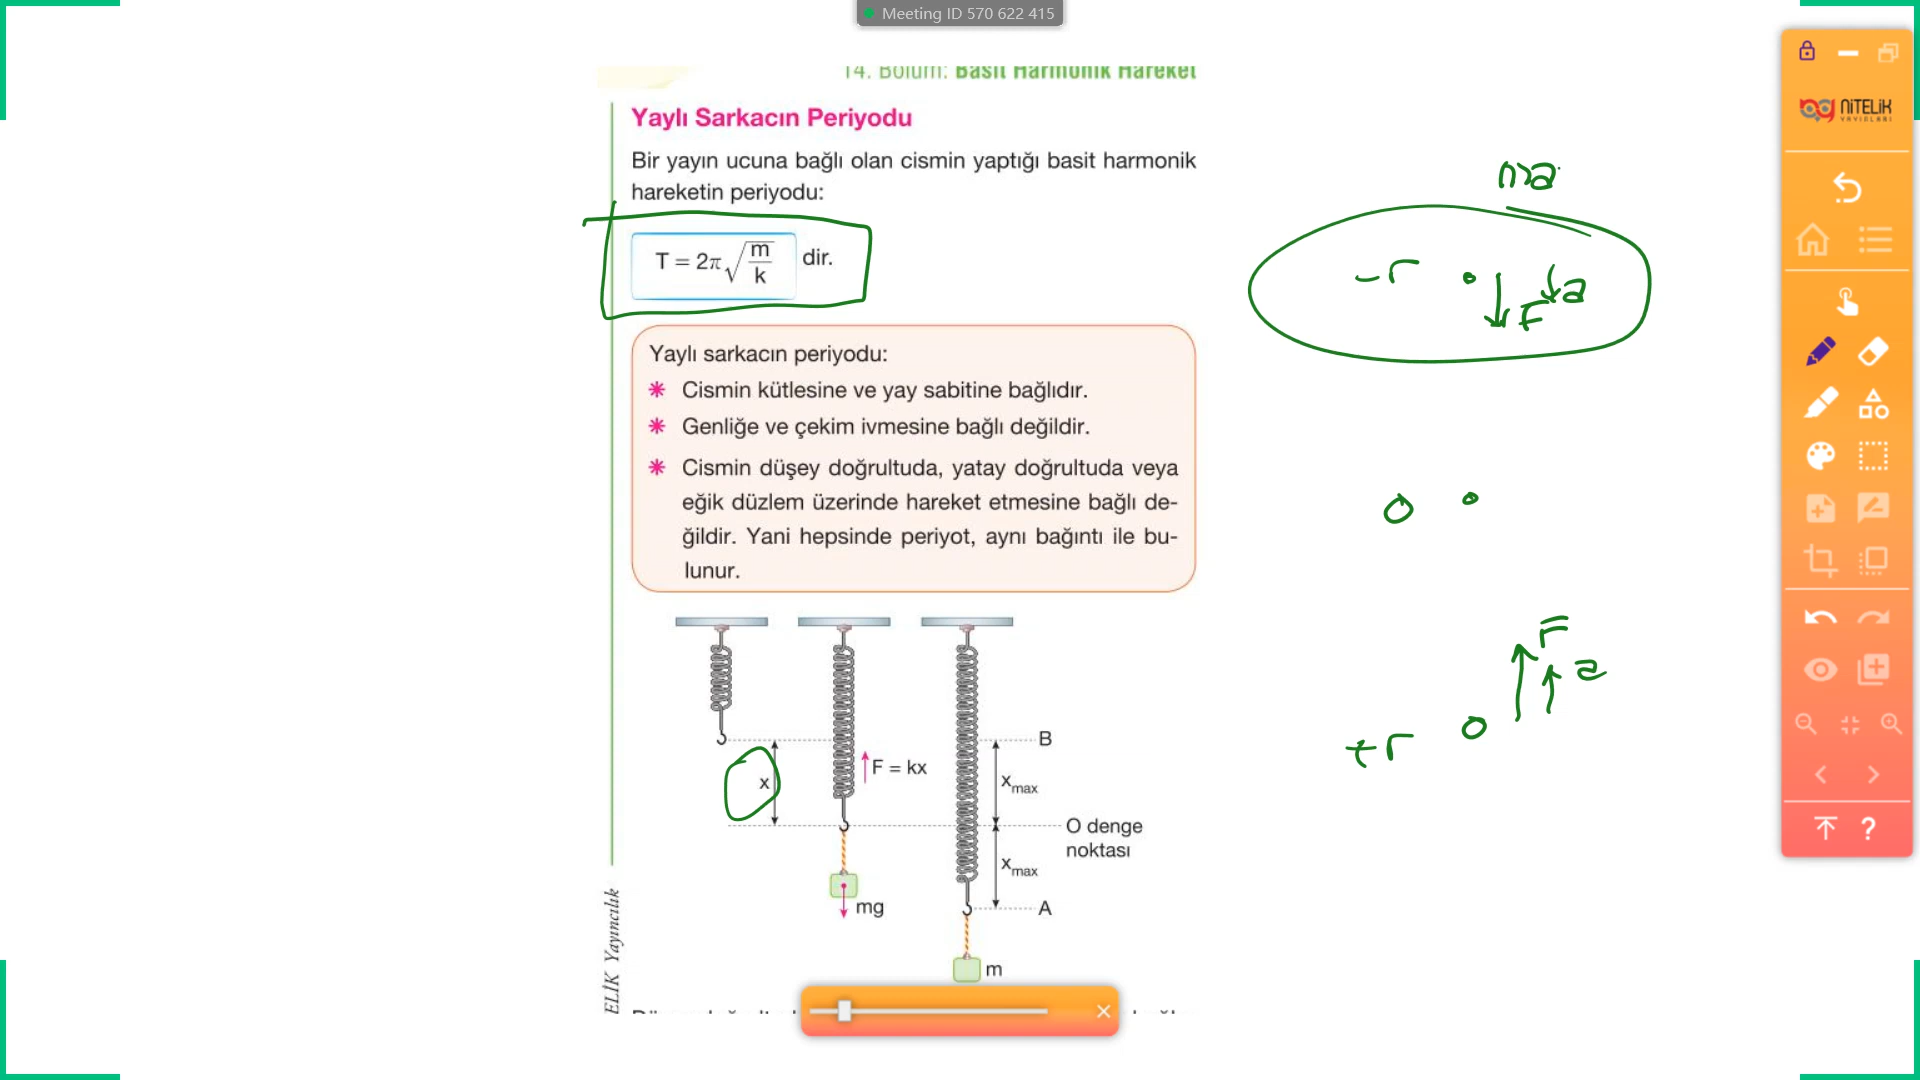 Meeting ID 570 622 415
14. Bölüm: Basit Harmonik Hareket
NİTELİK
YAYINLARI
Yaylı Sarkacın Periyodu
Bir yayın ucuna bağlı olan cismin yaptığı basit harmonik
hareketin periyodu:
T = 2π√(m/k) dir.
ma
-r
F
a
Yaylı sarkacın periyodu:
Cismin kütlesine ve yay sabitine bağlıdır.
Genliğe ve çekim ivmesine bağlı değildir.
Cismin düşey doğrultuda, yatay doğrultuda veya
eğik düzlem üzerinde hareket etmesine bağlı de-
ğildir. Yani hepsinde periyot, aynı bağıntı ile bu-
lunur.
O
F
a
+r
B
x
F = kx
xmax
O denge
noktası
xmax
mg
A
m
ELİK Yayıncılık
?